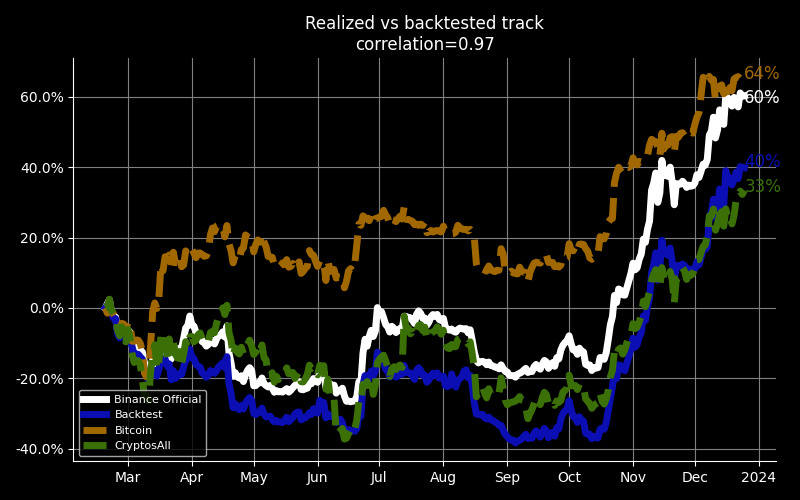 Realized vs backtested track
correlation=0.97
64%
60%
40%
33%
60.0%
40.0%
20.0%
0.0%
-20.0%
-40.0%
Binance Official
Backtest
Bitcoin
CryptosAll
Mar Apr May Jun Jul Aug Sep Oct Nov Dec 2024